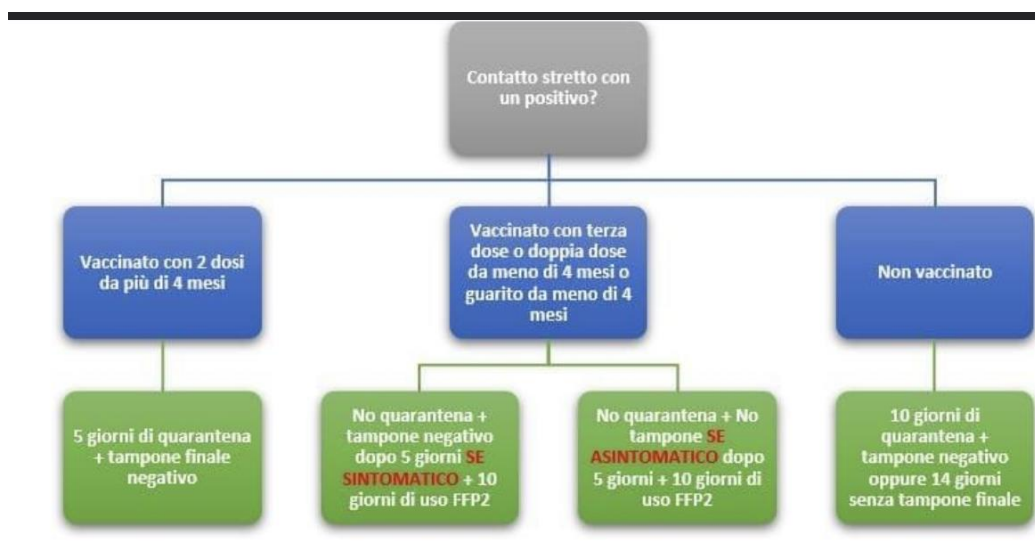 Contatto stretto con
un positivo?
Vaccinato con 2 dosi
da più di 4 mesi
Vaccinato con terza
dose o doppia dose
da meno di 4 mesi o
guarito da meno di 4
mesi
Non vaccinato
5 giorni di quarantena
+ tampone finale
negativo
No quarantena +
tampone negativo
dopo 5 giorni SE
SINTOMATICO + 10
giorni di uso FFP2
No quarantena + No
tampone SE
ASINTOMATICO dopo
5 giorni + 10 giorni di
uso FFP2
10 giorni di
quarantena +
tampone negativo
oppure 14 giorni
senza tampone finale